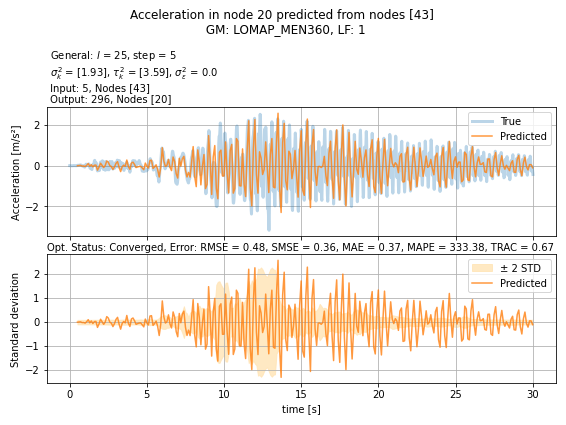 Acceleration in node 20 predicted from nodes [43]
GM: LOMAP_MEN360, LF: 1
General: l = 25, step = 5
σ²ₖ = [1.93], τ²ₖ = [3.59], σ²ε = 0.0
Input: 5, Nodes [43]
Output: 296, Nodes [20]
Acceleration [m/s²]
2
0
−2
True
Predicted
Opt. Status: Converged, Error: RMSE = 0.48, SMSE = 0.36, MAE = 0.37, MAPE = 333.38, TRAC = 0.67
Standard deviation
2
1
0
−1
−2
± 2 STD
Predicted
0 5 10 15 20 25 30
time [s]